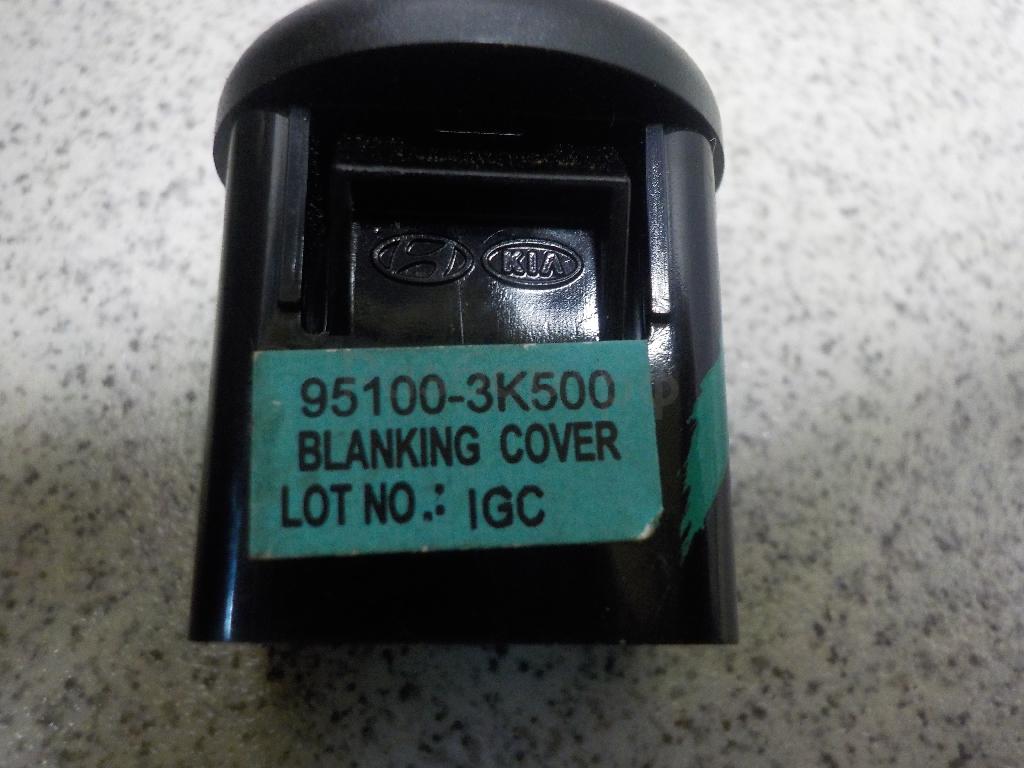 KIA
95100-3K500
BLANKING COVER
LOT NO.: IGC